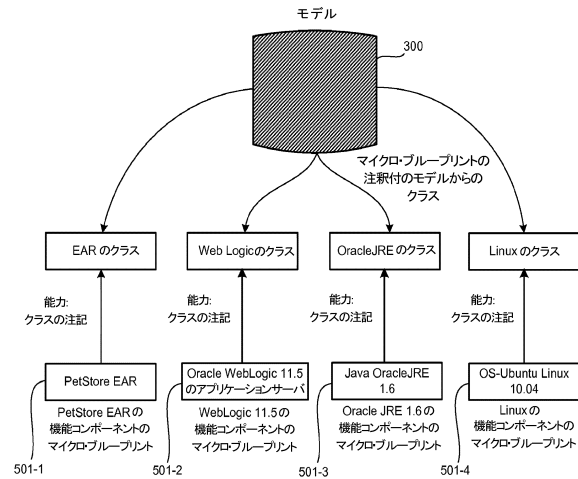 モデル
300
マイクロ・ブループリントの
注釈付のモデルからの
クラス
EAR のクラス
Web Logicのクラス
OracleJRE のクラス
Linux のクラス
能力:
クラスの注記
能力:
クラスの注記
能力:
クラスの注記
能力:
クラスの注記
PetStore EAR
Oracle WebLogic 11.5
のアプリケーションサーバ
Java OracleJRE
1.6
OS-Ubuntu Linux
10.04
PetStore EARの
機能コンポーネントの
マイクロ・ブループリント
WebLogic 11.5の
機能コンポーネントの
マイクロ・ブループリント
Oracle JRE 1.6の
機能コンポーネントの
マイクロ・ブループリント
Linuxの
機能コンポーネントの
マイクロ・ブループリント
501-1
501-2
501-3
501-4